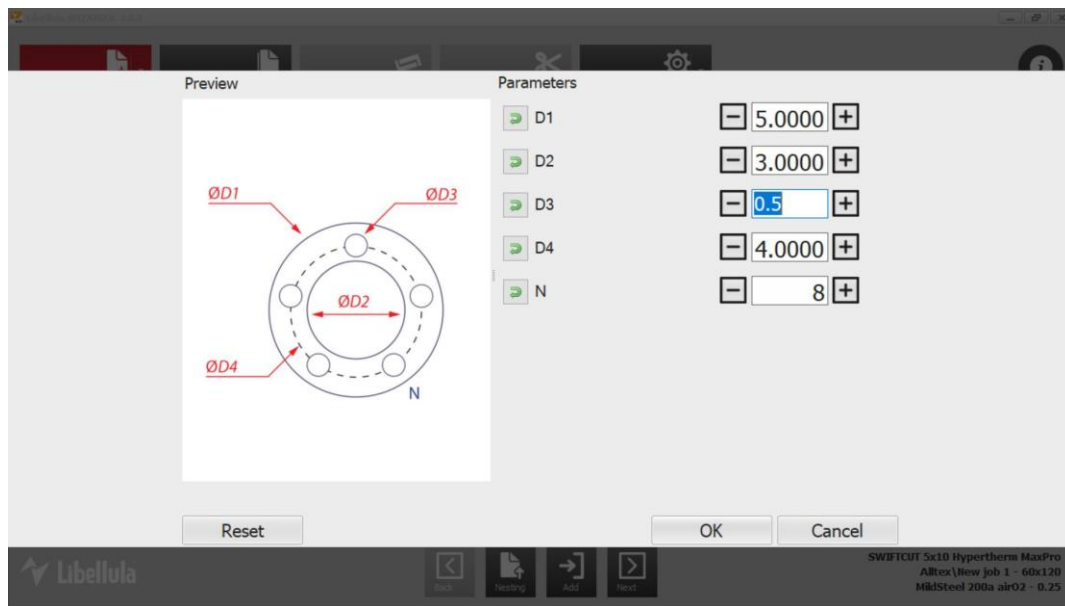 Preview
Parameters
D1 5.0000
D2 3.0000
D3 0.5
D4 4.0000
N 8
ØD1
ØD3
ØD2
ØD4
N
Reset
OK
Cancel
Libellula
Back
Nesting
Add
Next
SWIFTCUT 5x10 Hypertherm MaxPro
Alltex\New job 1 - 60x120
MildSteel 200a airO2 - 0.25